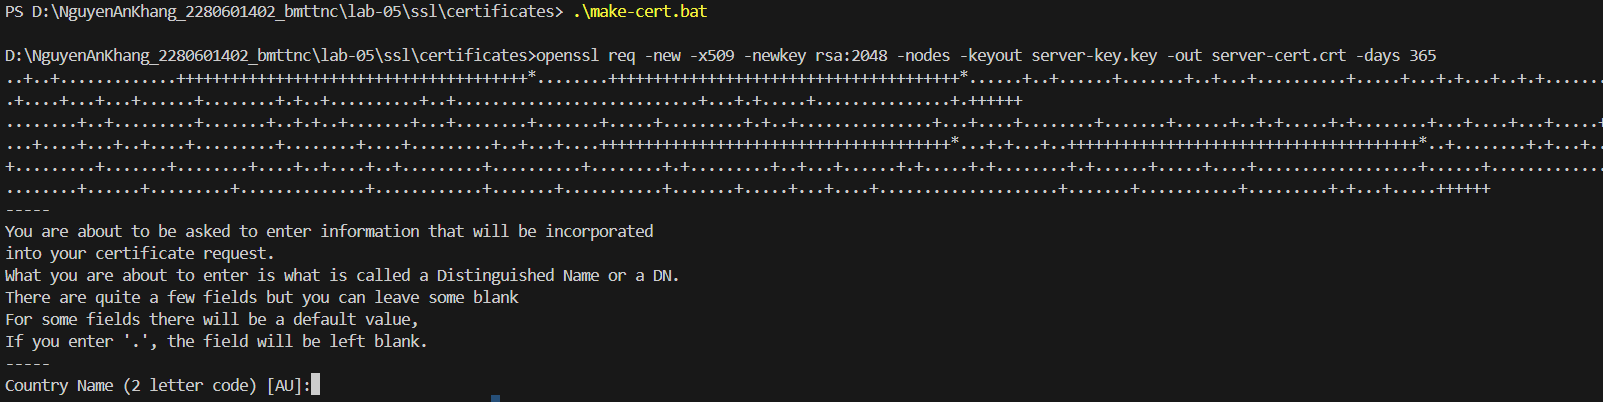 PS D:\NguyenAnKhang_2280601402_bmttnc\lab-05\ssl\certificates> .\make-cert.bat
D:\NguyenAnKhang_2280601402_bmttnc\lab-05\ssl\certificates>openssl req -new -x509 -newkey rsa:2048 -nodes -keyout server-key.key -out server-cert.crt -days 365
-----
You are about to be asked to enter information that will be incorporated
into your certificate request.
What you are about to enter is what is called a Distinguished Name or a DN.
There are quite a few fields but you can leave some blank
For some fields there will be a default value,
If you enter '.', the field will be left blank.
-----
Country Name (2 letter code) [AU]: